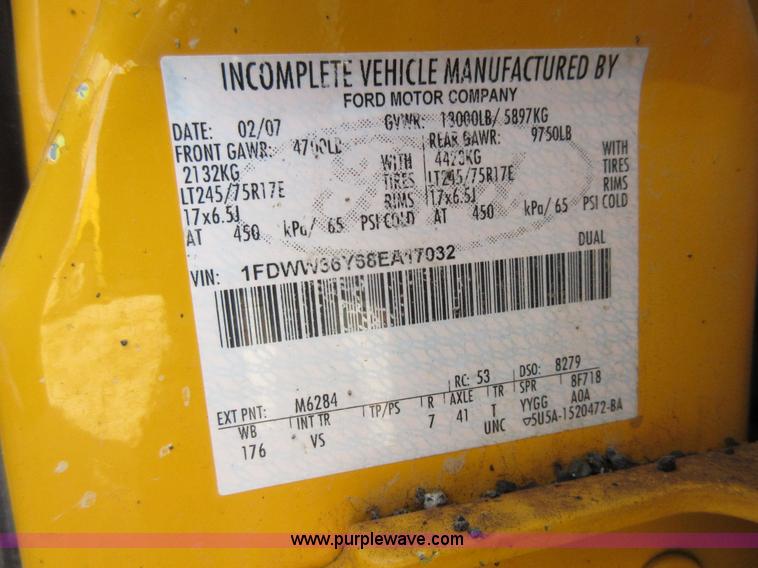 INCOMPLETE VEHICLE MANUFACTURED BY
FORD MOTOR COMPANY
DATE: 02/07 GVWR: 13000LB/ 5897KG
FRONT GAWR: 4700LB REAR GAWR: 9750LB
2132KG WITH 4423KG WITH
LT245/75R17E TIRES LT245/75R17E TIRES
17x6.5J RIMS 17x6.5J RIMS
AT 450 kPa/ 65 PSI COLD AT 450 kPa/ 65 PSI COLD
DUAL
VIN: 1FDWW36Y68EA17032
EXT PNT: M6284 RC: 53 DSO: 8279
WB INT TR TP/PS R AXLE TR SPR 8F718
176 VS 7 41 T YYGG A0A
UNC 5U5A-1520472-BA
www.purplewave.com